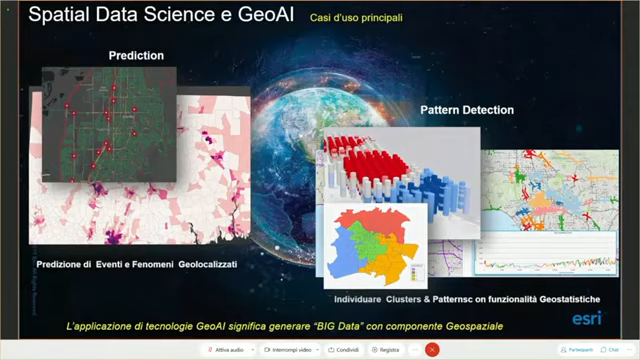 Spatial Data Science e GeoAI Casi d'uso principali
Prediction
Pattern Detection
Predizione di Eventi e Fenomeni Geolocalizzati
Individuare Clusters & Patternsc on funzionalità Geostatistiche
esri
L'applicazione di tecnologie GeoAI significa generare "BIG Data" con componente Geospaziale
Attiva audio
Interrompi video
Condividi
Registra
Partecipanti
Chat